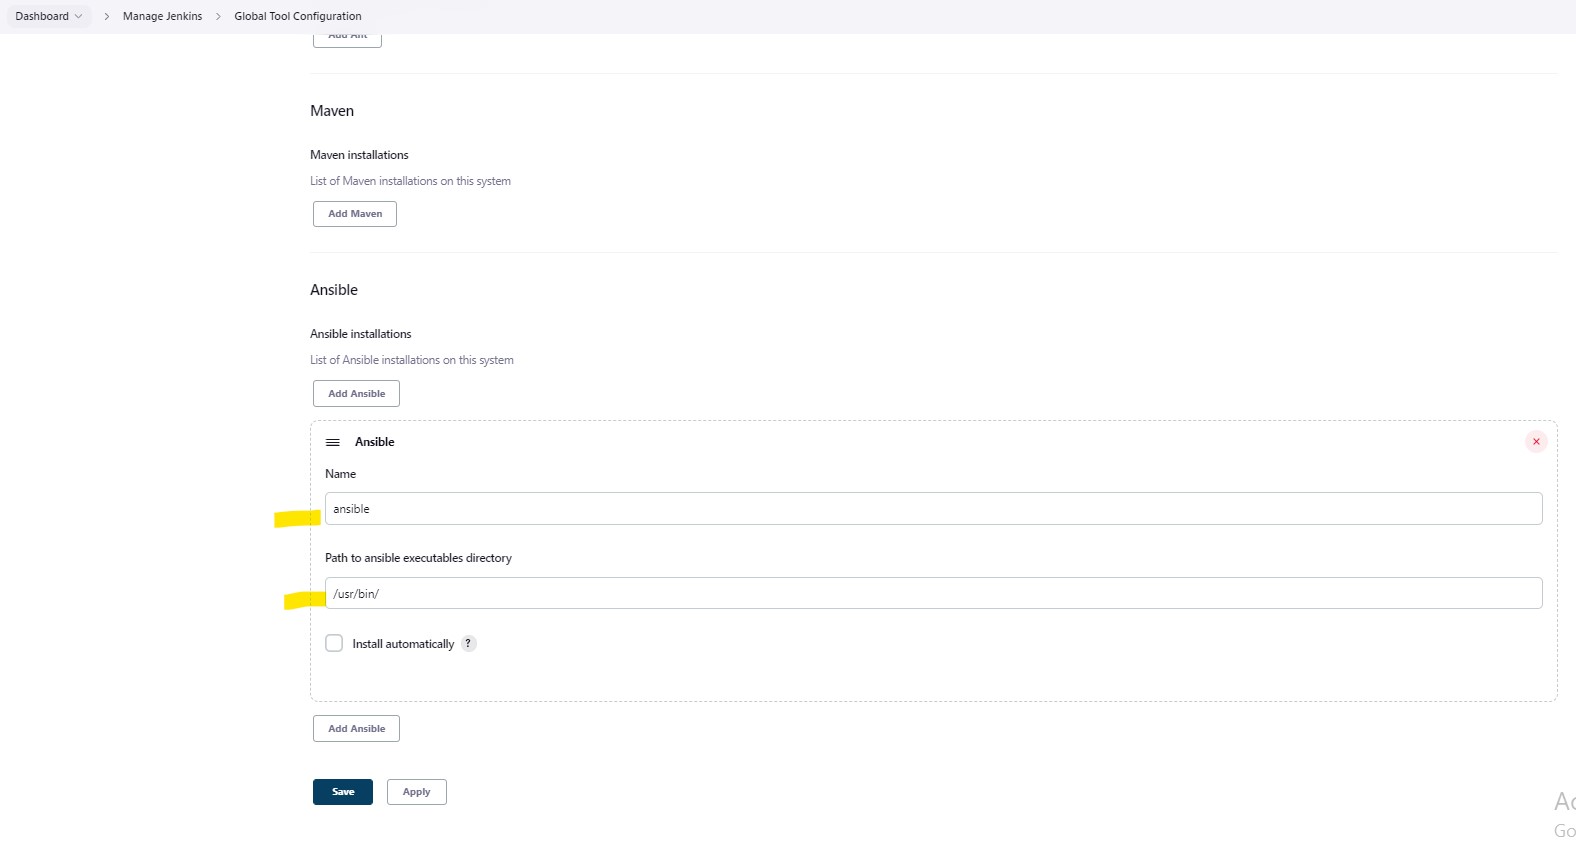 Dashboard
Manage Jenkins
Global Tool Configuration
Add Ant
Maven
Maven installations
List of Maven installations on this system
Add Maven
Ansible
Ansible installations
List of Ansible installations on this system
Add Ansible
Ansible
Name
ansible
Path to ansible executables directory
/usr/bin/
Install automatically ?
Add Ansible
Save
Apply
Ac
Go